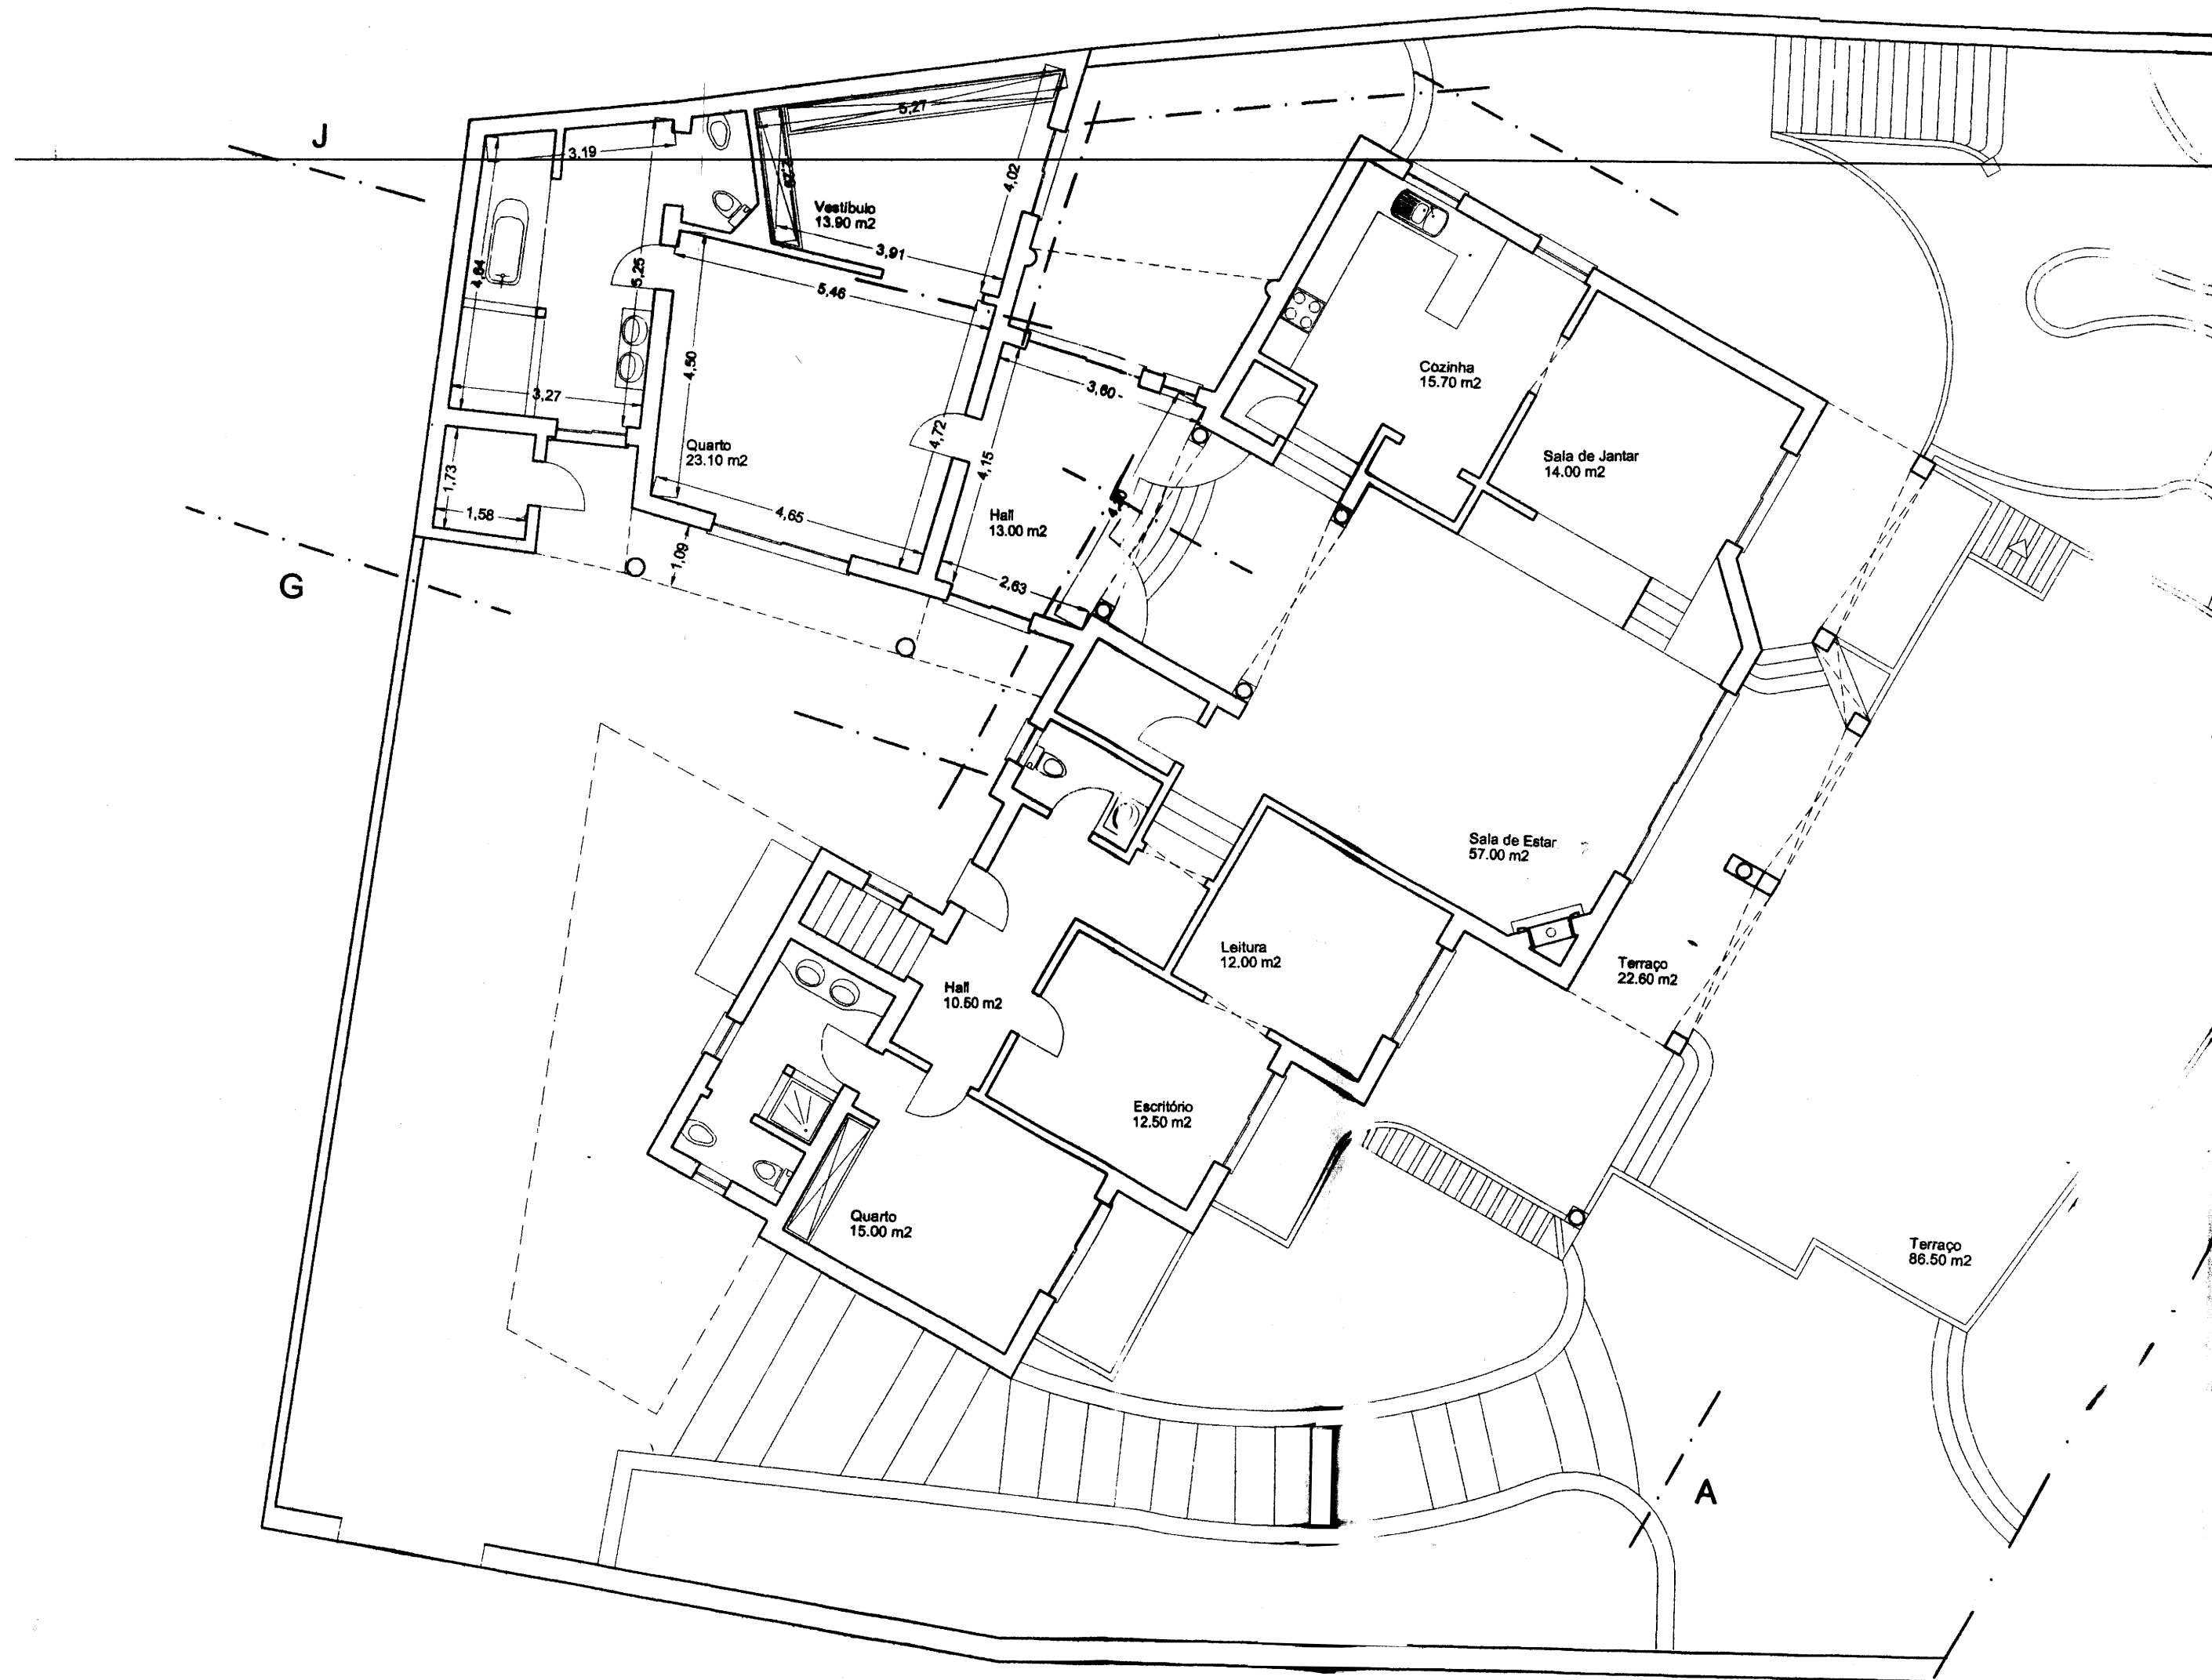 J
5,27
3,19
2,29
4,02
Vestíbulo
13.90 m2
3,91
4,84
5,25
5,46
4,50
3,60
3,27
Cozinha
15.70 m2
Quarto
23.10 m2
4,72
4,15
Sala de Jantar
14.00 m2
1,73
1,58
4,65
Hall
13.00 m2
1,09
2,63
G
Sala de Estar
57.00 m2
Leitura
12.00 m2
Terraço
22.60 m2
Hall
10.50 m2
Escritório
12.50 m2
Quarto
15.00 m2
Terraço
86.50 m2
A